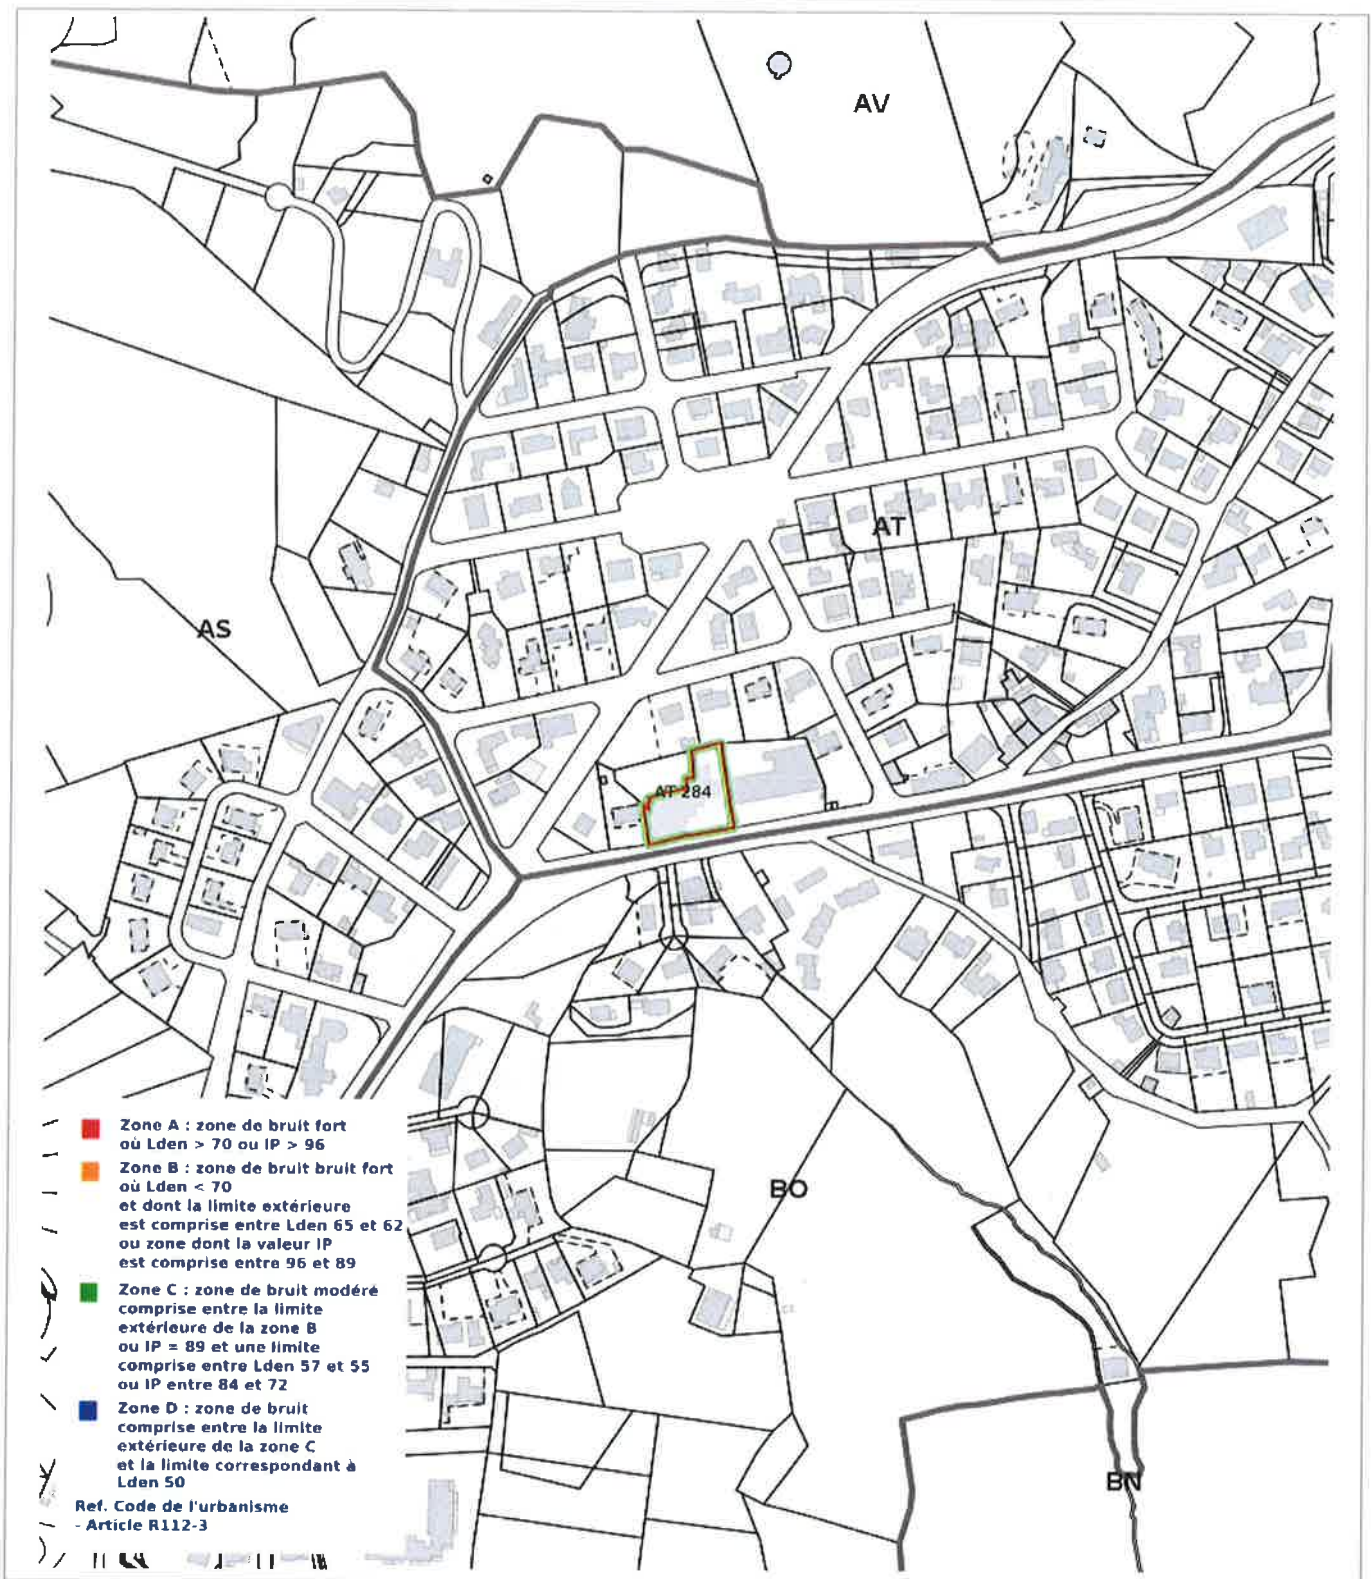 AV
AT
AS
AT 284
BO
BN
Zone A : zone de bruit fort
où Lden > 70 ou IP > 96
Zone B : zone de bruit bruit fort
où Lden < 70
et dont la limite extérieure
est comprise entre Lden 65 et 62
ou zone dont la valeur IP
est comprise entre 96 et 89
Zone C : zone de bruit modéré
comprise entre la limite
extérieure de la zone B
ou IP = 89 et une limite
comprise entre Lden 57 et 55
ou IP entre 84 et 72
Zone D : zone de bruit
comprise entre la limite
extérieure de la zone C
et la limite correspondant à
Lden 50
Ref. Code de l'urbanisme
- Article R112-3